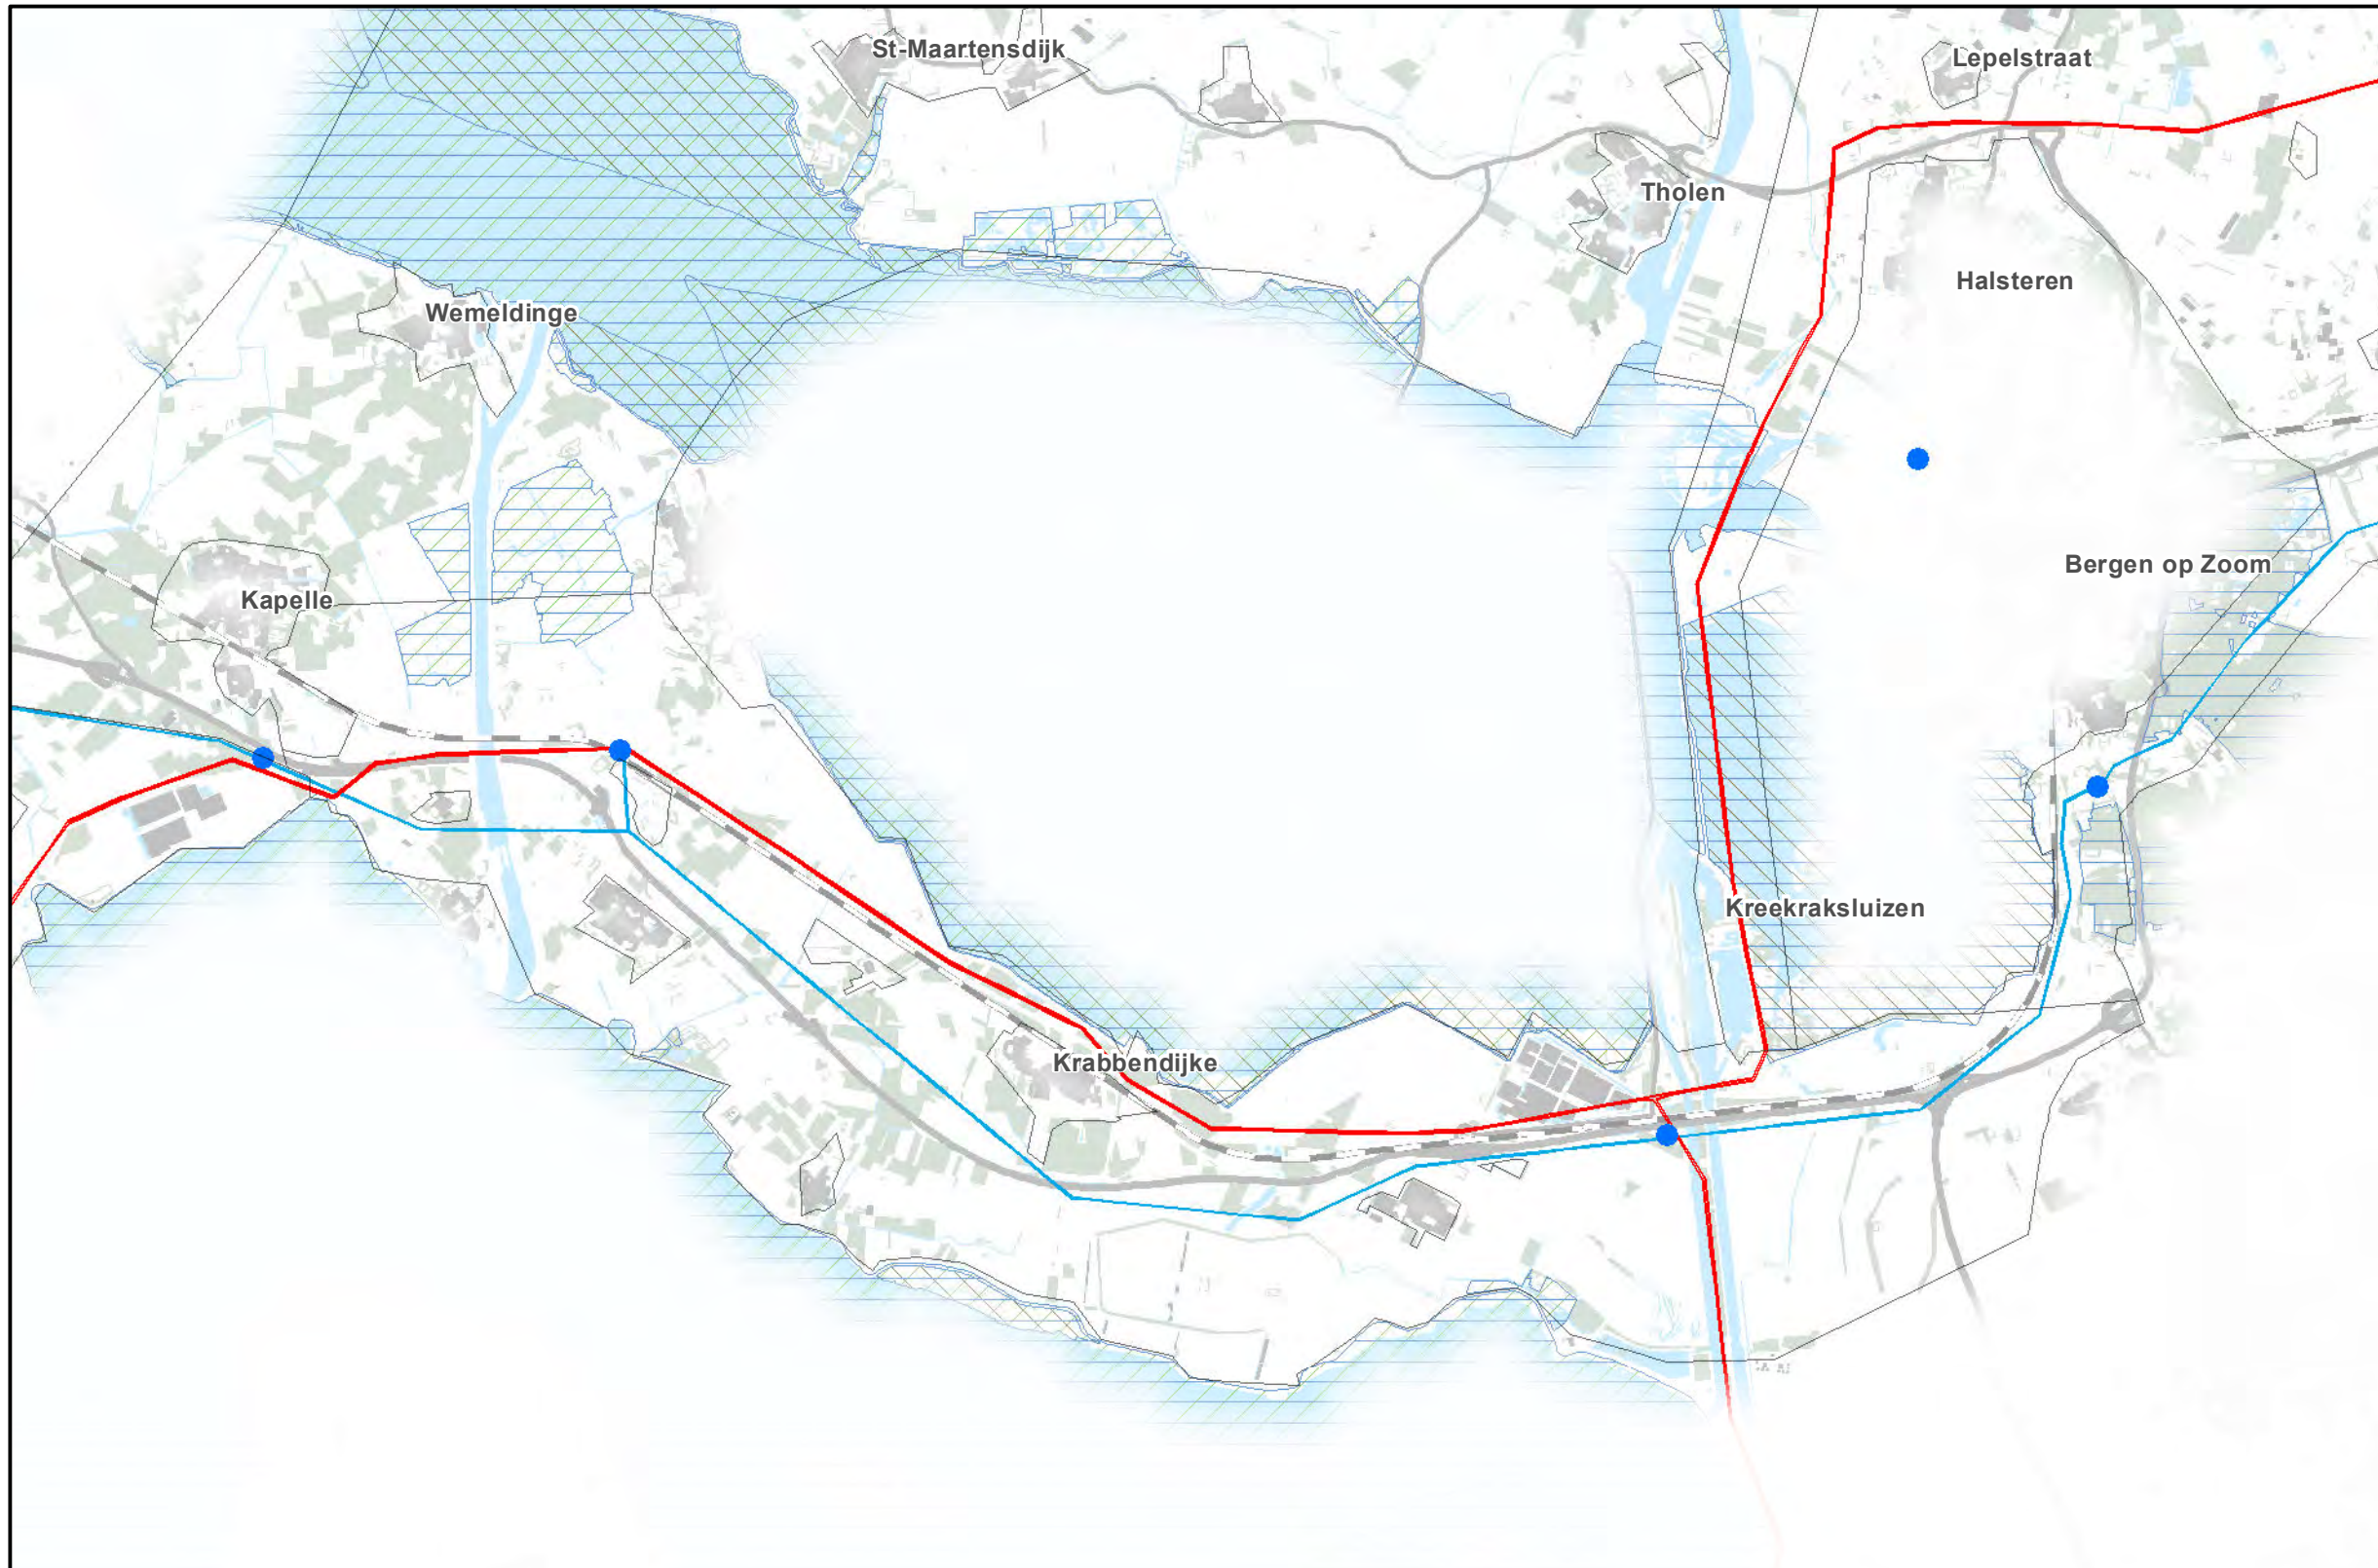 St-Maartensdijk
Lepelstraat
Tholen
Halsteren
Wemeldinge
Bergen op Zoom
Kapelle
Kreekraksluizen
Krabbendijke